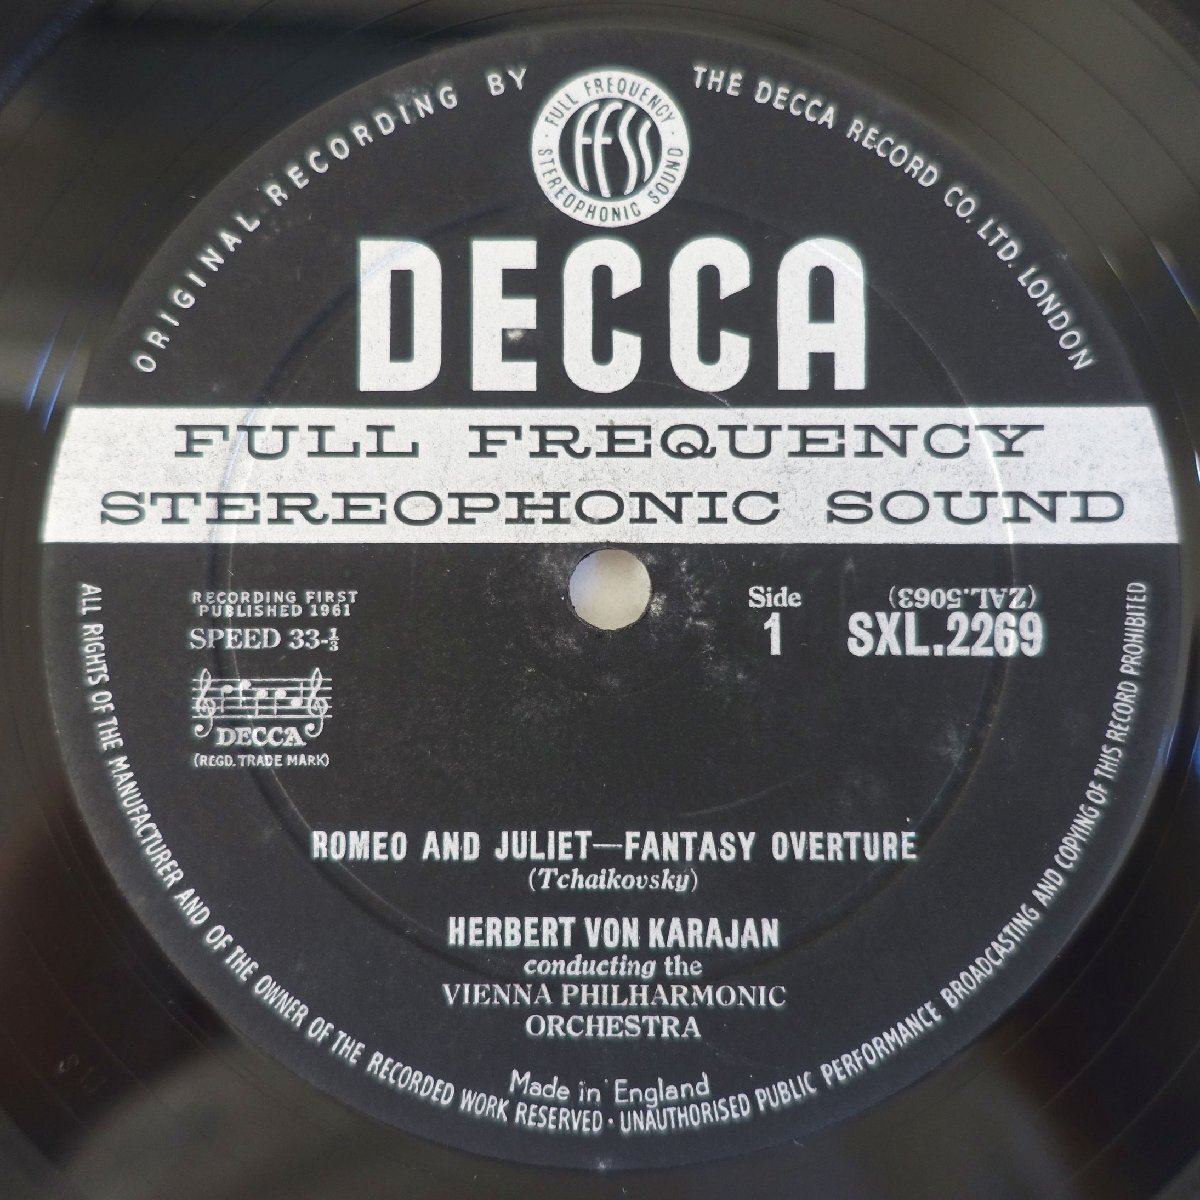 ORIGINAL RECORDING BY THE DECCA RECORD CO. LTD. LONDON
FULL FREQUENCY
FFSS
STEREOPHONIC SOUND
DECCA
FULL FREQUENCY
STEREOPHONIC SOUND
RECORDING FIRST
PUBLISHED 1961
SPEED 33-⅓
Side
1
(ZAL.5063)
SXL.2269
DECCA
(REGD. TRADE MARK)
ROMEO AND JULIET—FANTASY OVERTURE
(Tchaikovsky)
HERBERT VON KARAJAN
conducting the
VIENNA PHILHARMONIC
ORCHESTRA
Made in England
ALL RIGHTS OF THE MANUFACTURER AND OF THE OWNER OF THE RECORDED WORK RESERVED · UNAUTHORISED PUBLIC PERFORMANCE BROADCASTING AND COPYING OF THIS RECORD PROHIBITED